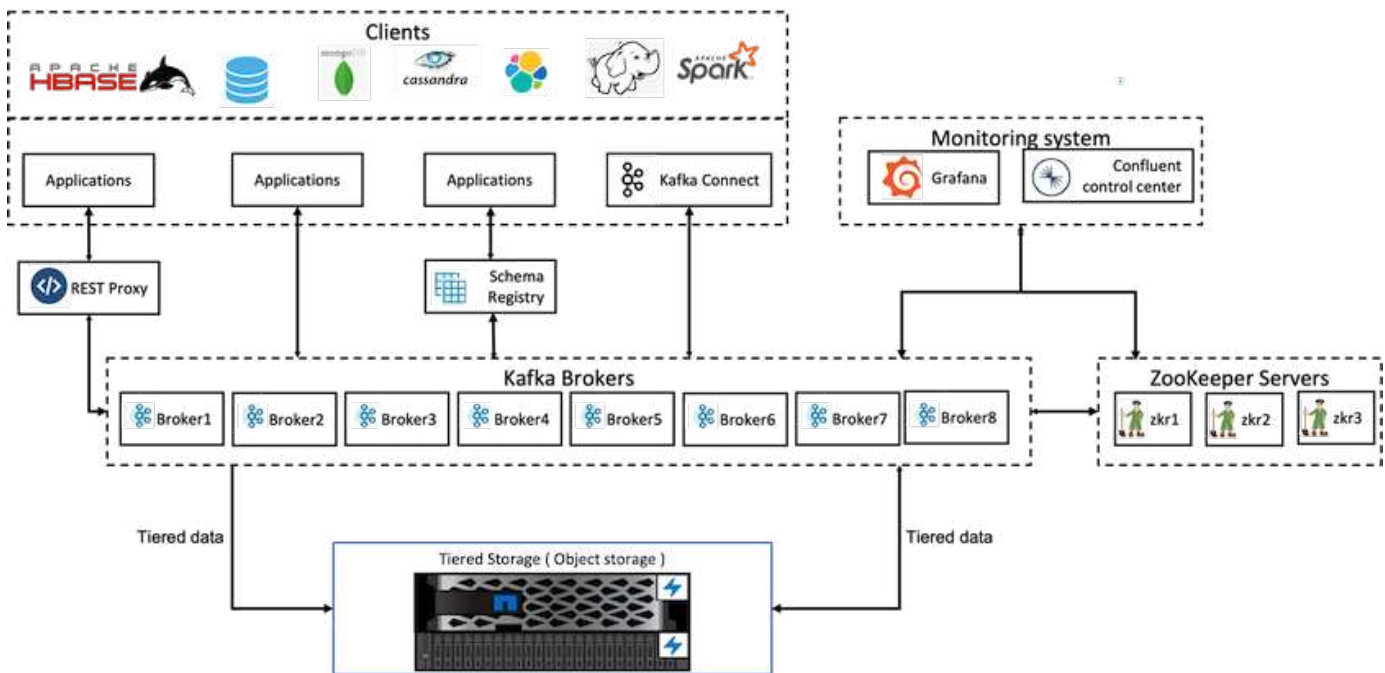 Clients
APACHE
HBASE
mongoDB
cassandra
APACHE
Spark
Monitoring system
Grafana
Confluent
control center
Applications
Applications
Applications
Kafka Connect
REST Proxy
Schema
Registry
Kafka Brokers
Broker1
Broker2
Broker3
Broker4
Broker5
Broker6
Broker7
Broker8
ZooKeeper Servers
zkr1
zkr2
zkr3
Tiered data
Tiered data
Tiered Storage ( Object storage )